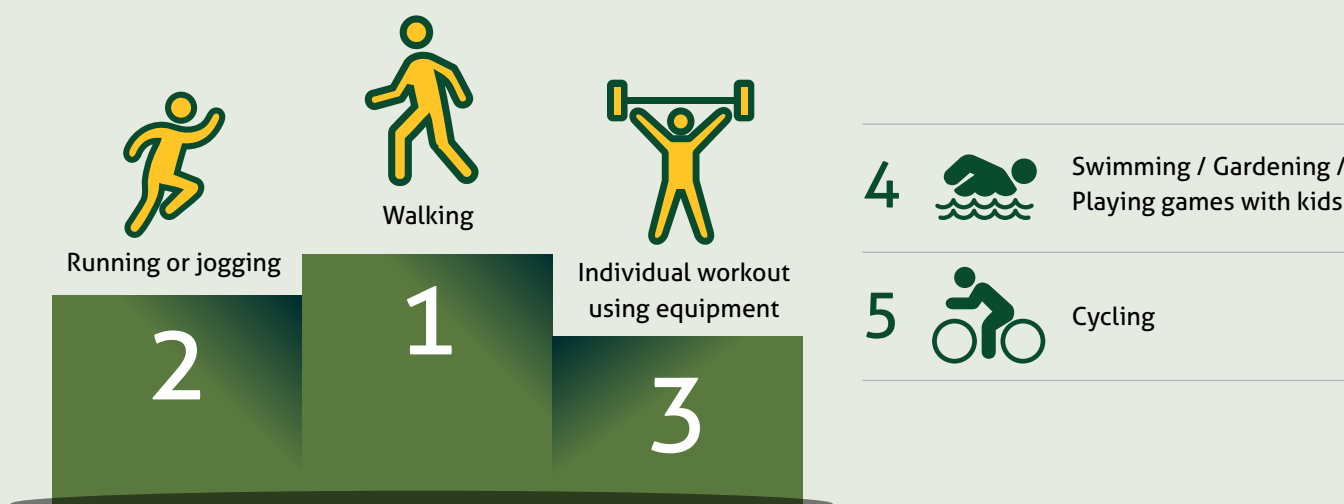 Walking
1
Running or jogging
2
Individual workout
using equipment
3
4
Swimming / Gardening /
Playing games with kids
5
Cycling